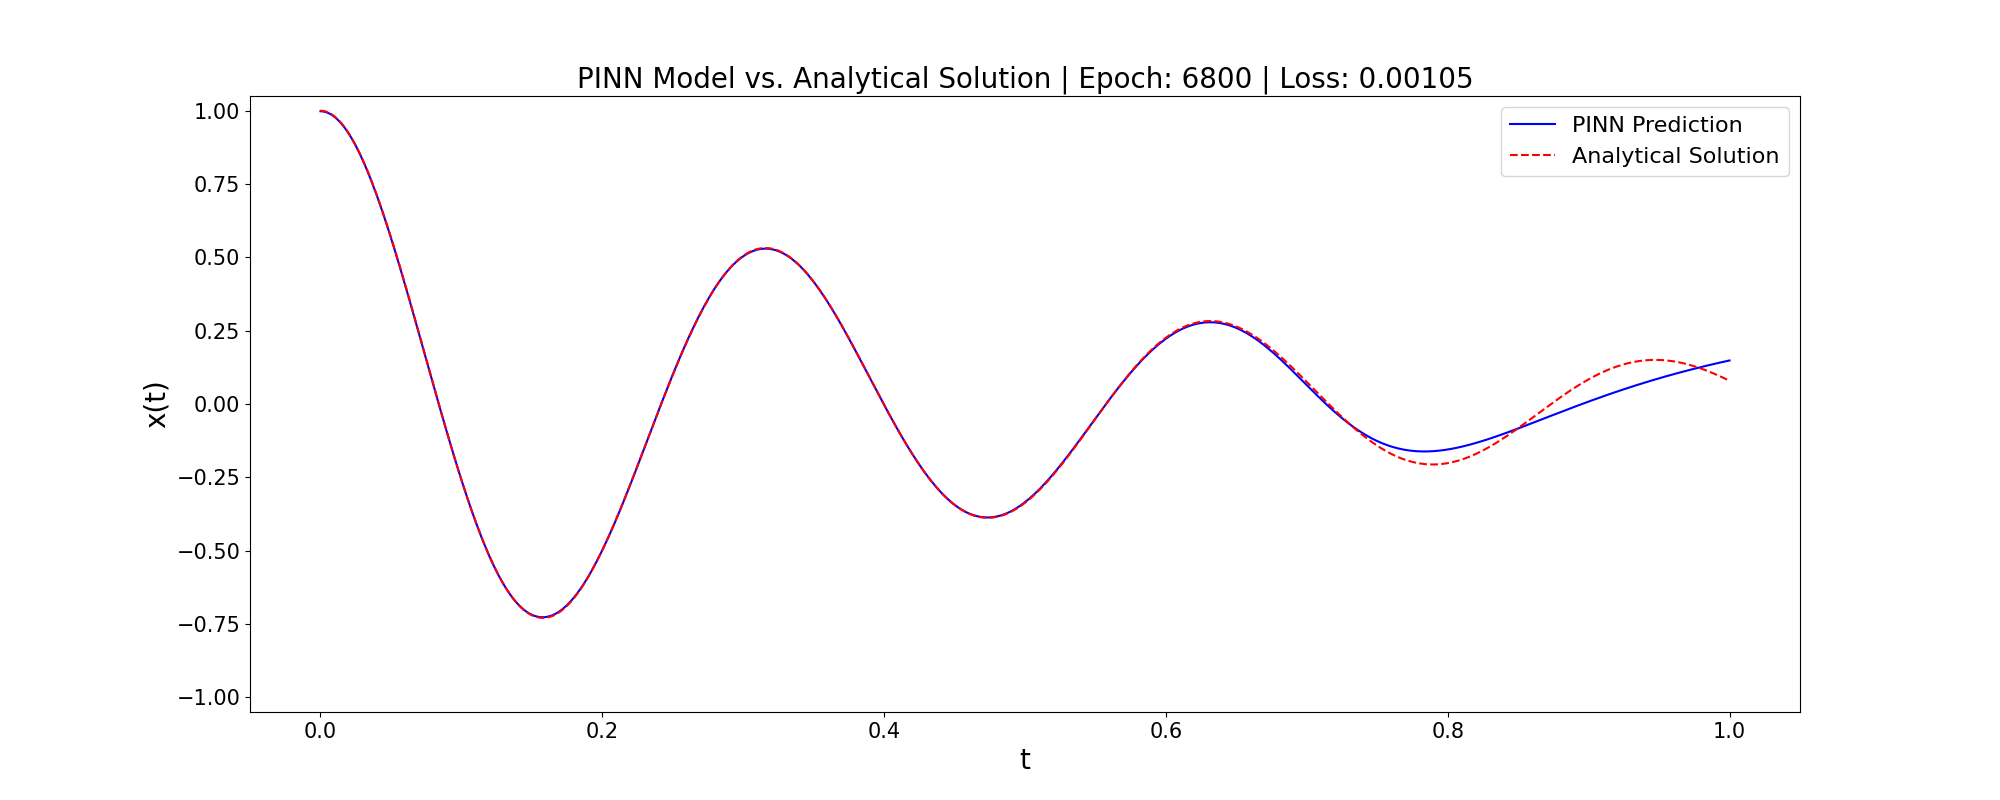 PINN Model vs. Analytical Solution | Epoch: 6800 | Loss: 0.00105
PINN Prediction
Analytical Solution
1.00
0.75
0.50
0.25
0.00
−0.25
−0.50
−0.75
−1.00
x(t)
0.0 0.2 0.4 0.6 0.8 1.0
t